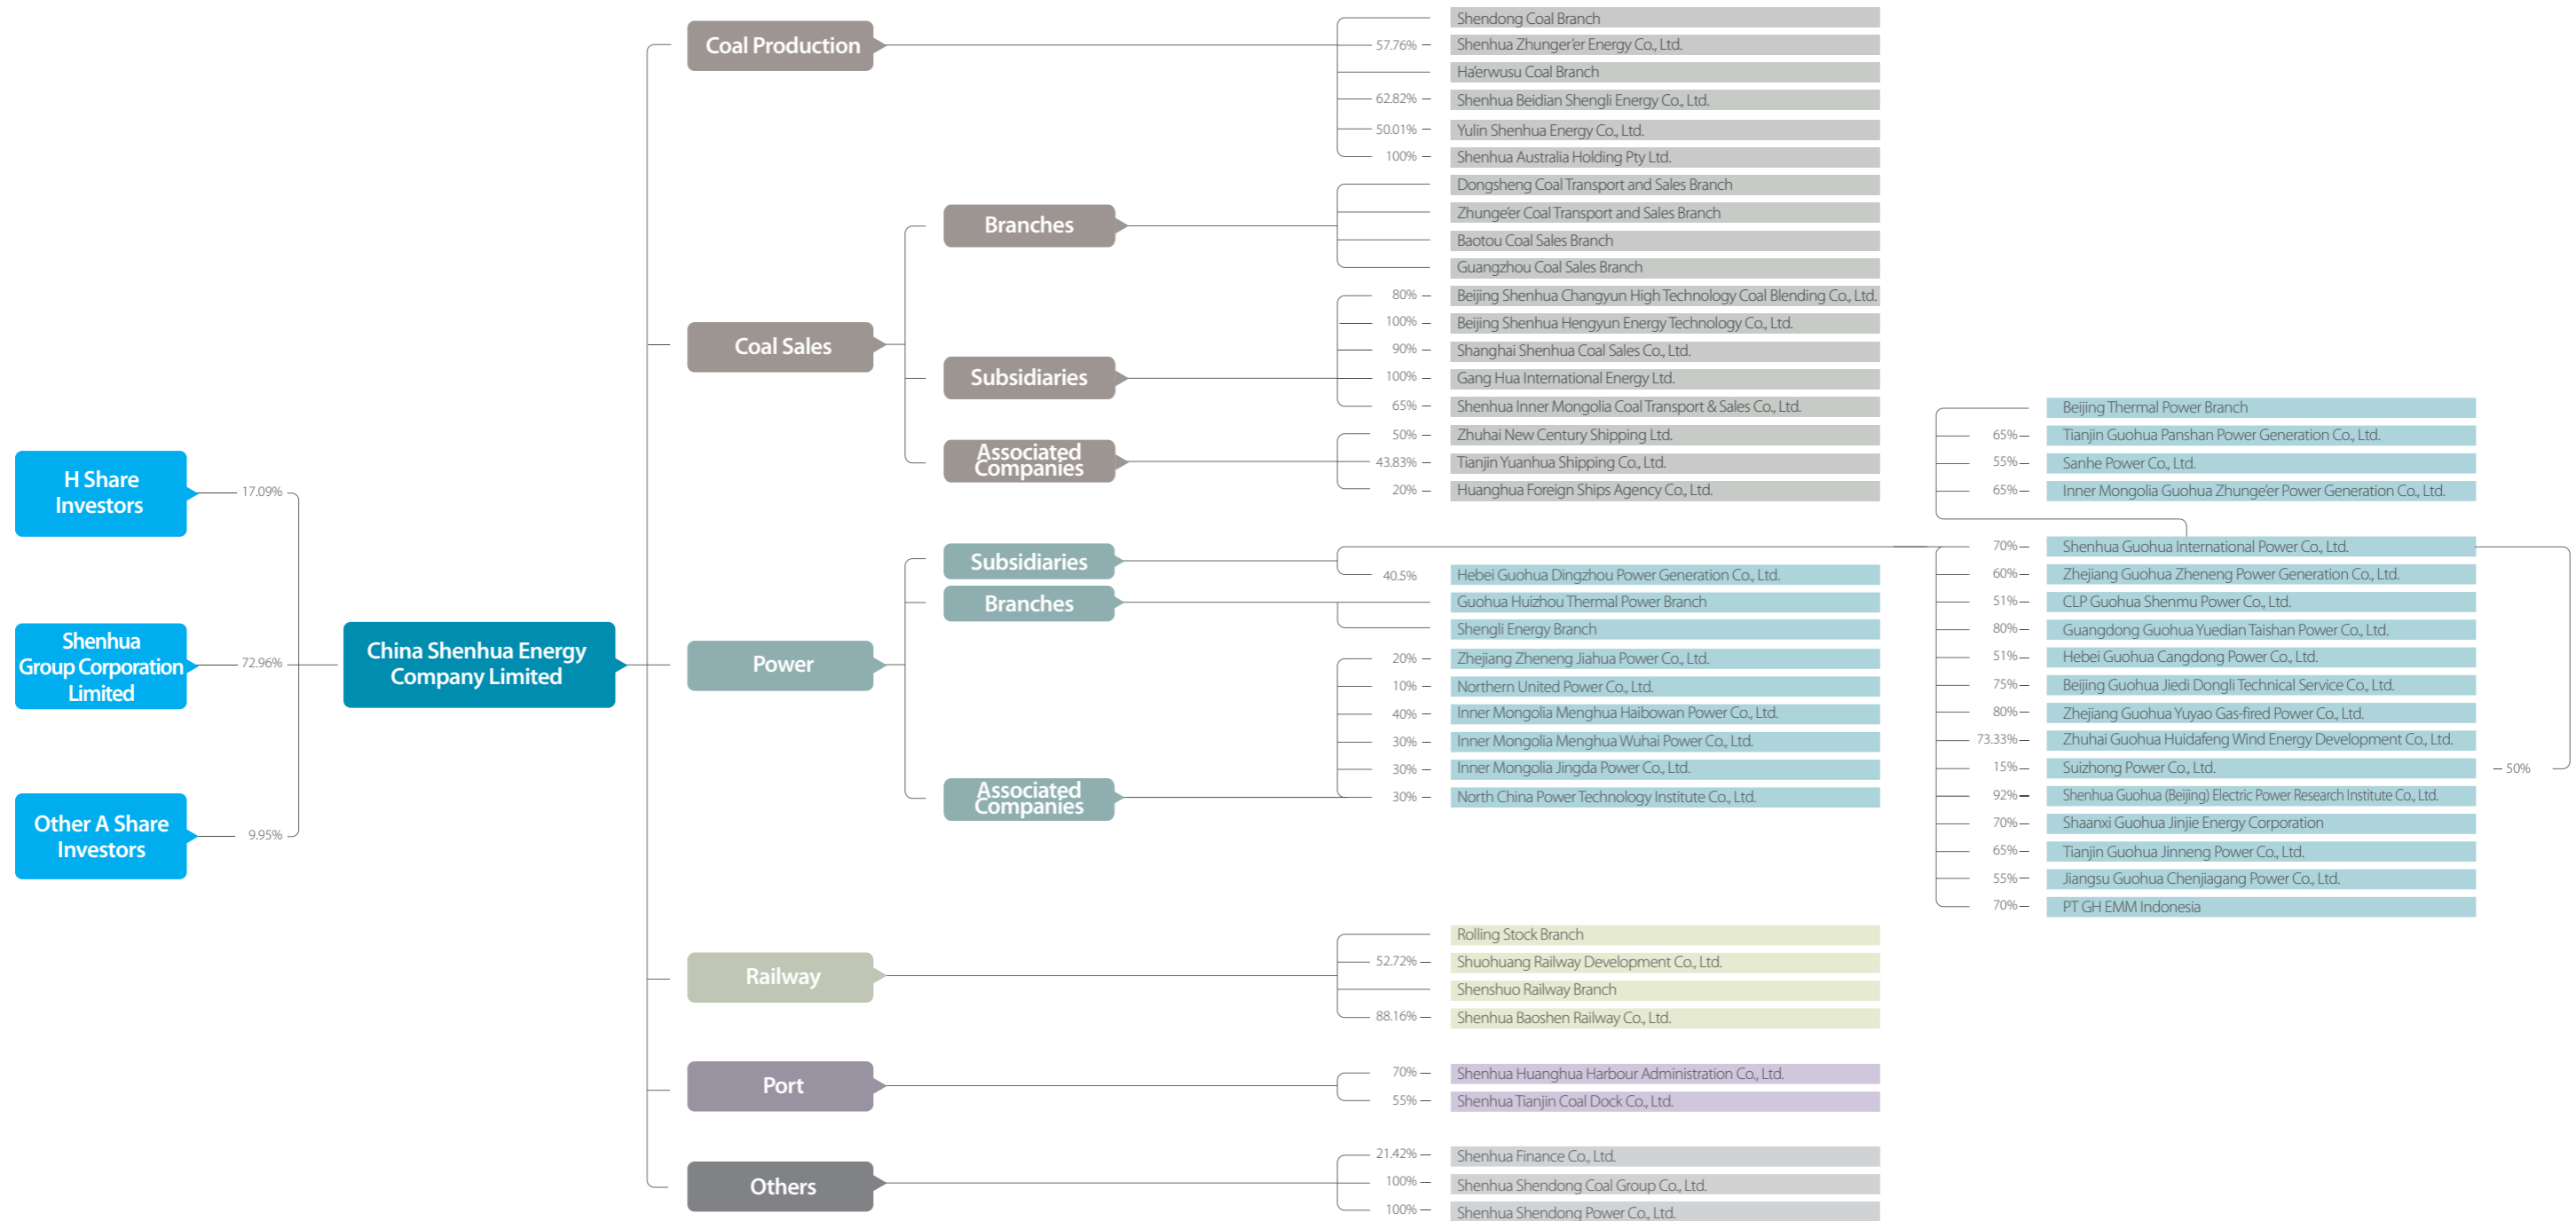 H Share
Investors
17.09%
Shenhua
Group Corporation
Limited
72.96%
Other A Share
Investors
9.95%
China Shenhua Energy
Company Limited
Coal Production
Shendong Coal Branch
57.76%
Shenhua Zhunger'er Energy Co., Ltd.
Ha'erwusu Coal Branch
62.82%
Shenhua Beidian Shengli Energy Co., Ltd.
50.01%
Yulin Shenhua Energy Co., Ltd.
100%
Shenhua Australia Holding Pty Ltd.
Coal Sales
Branches
Dongsheng Coal Transport and Sales Branch
Zhunge'er Coal Transport and Sales Branch
Baotou Coal Sales Branch
Guangzhou Coal Sales Branch
Subsidiaries
80%
Beijing Shenhua Changyun High Technology Coal Blending Co., Ltd.
100%
Beijing Shenhua Hengyun Energy Technology Co., Ltd.
90%
Shanghai Shenhua Coal Sales Co., Ltd.
100%
Gang Hua International Energy Ltd.
65%
Shenhua Inner Mongolia Coal Transport & Sales Co., Ltd.
Associated
Companies
50%
Zhuhai New Century Shipping Ltd.
43.83%
Tianjin Yuanhua Shipping Co., Ltd.
20%
Huanghua Foreign Ships Agency Co., Ltd.
Power
Subsidiaries
40.5%
Hebei Guohua Dingzhou Power Generation Co., Ltd.
Branches
Guohua Huizhou Thermal Power Branch
Shengli Energy Branch
Associated
Companies
20%
Zhejiang Zheneng Jiahua Power Co., Ltd.
10%
Northern United Power Co., Ltd.
40%
Inner Mongolia Menghua Haibowan Power Co., Ltd.
30%
Inner Mongolia Menghua Wuhai Power Co., Ltd.
30%
Inner Mongolia Jingda Power Co., Ltd.
30%
North China Power Technology Institute Co., Ltd.
Beijing Thermal Power Branch
65%
Tianjin Guohua Panshan Power Generation Co., Ltd.
55%
Sanhe Power Co., Ltd.
65%
Inner Mongolia Guohua Zhunge'er Power Generation Co., Ltd.
70%
Shenhua Guohua International Power Co., Ltd.
60%
Zhejiang Guohua Zheneng Power Generation Co., Ltd.
51%
CLP Guohua Shenmu Power Co., Ltd.
80%
Guangdong Guohua Yuedian Taishan Power Co., Ltd.
51%
Hebei Guohua Cangdong Power Co., Ltd.
75%
Beijing Guohua Jiedi Dongli Technical Service Co., Ltd.
80%
Zhejiang Guohua Yuyao Gas-fired Power Co., Ltd.
73.33%
Zhuhai Guohua Huidafeng Wind Energy Development Co., Ltd.
15%
Suizhong Power Co., Ltd.
50%
92%
Shenhua Guohua (Beijing) Electric Power Research Institute Co., Ltd.
70%
Shaanxi Guohua Jinjie Energy Corporation
65%
Tianjin Guohua Jinneng Power Co., Ltd.
55%
Jiangsu Guohua Chenjiagang Power Co., Ltd.
70%
PT GH EMM Indonesia
Railway
Rolling Stock Branch
52.72%
Shuohuang Railway Development Co., Ltd.
Shenshuo Railway Branch
88.16%
Shenhua Baoshen Railway Co., Ltd.
Port
70%
Shenhua Huanghua Harbour Administration Co., Ltd.
55%
Shenhua Tianjin Coal Dock Co., Ltd.
Others
21.42%
Shenhua Finance Co., Ltd.
100%
Shenhua Shendong Coal Group Co., Ltd.
100%
Shenhua Shendong Power Co., Ltd.